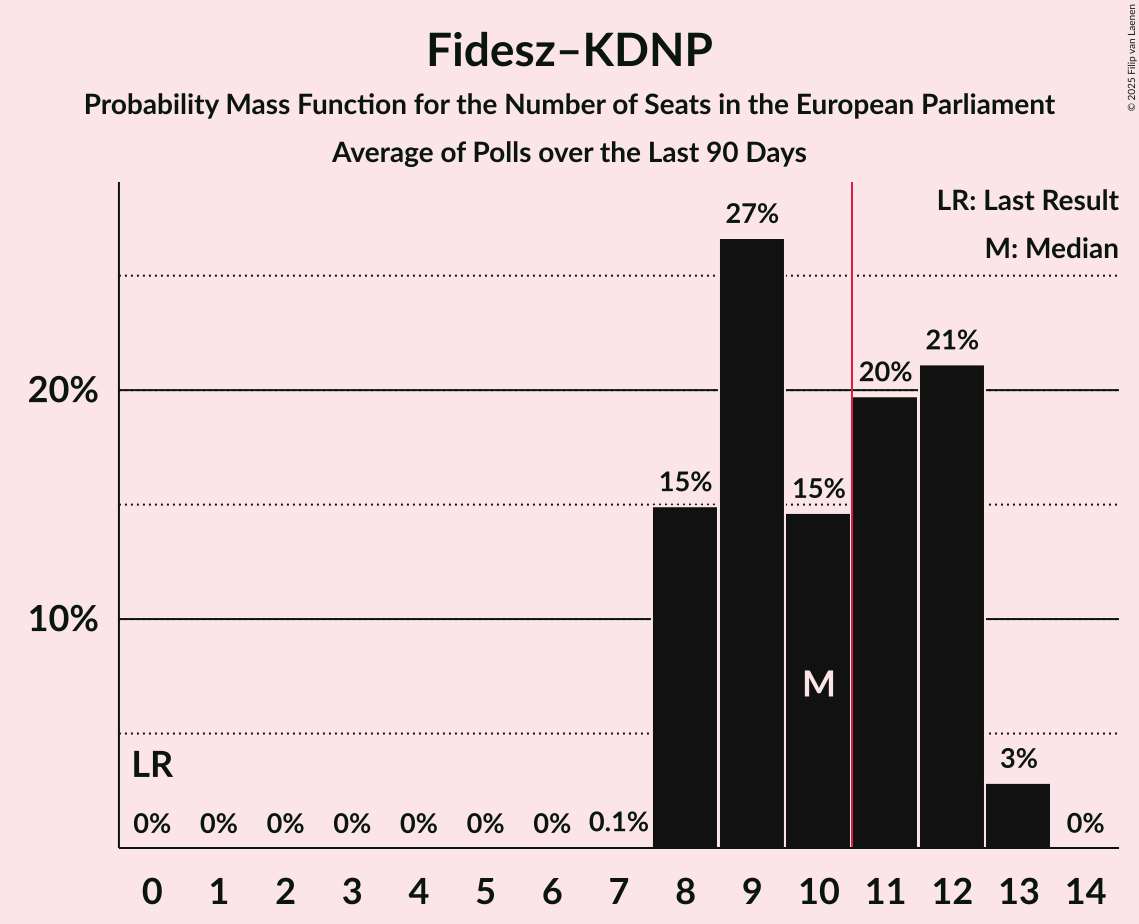 Fidesz–KDNP
Probability Mass Function for the Number of Seats in the European Parliament
Average of Polls over the Last 90 Days
© 2025 Filip van Laenen
LR: Last Result
M: Median
27%
21%
20%
20%
15%
15%
10%
M
LR
3%
0% 0% 0% 0% 0% 0% 0% 0.1% 0%
0 1 2 3 4 5 6 7 8 9 10 11 12 13 14